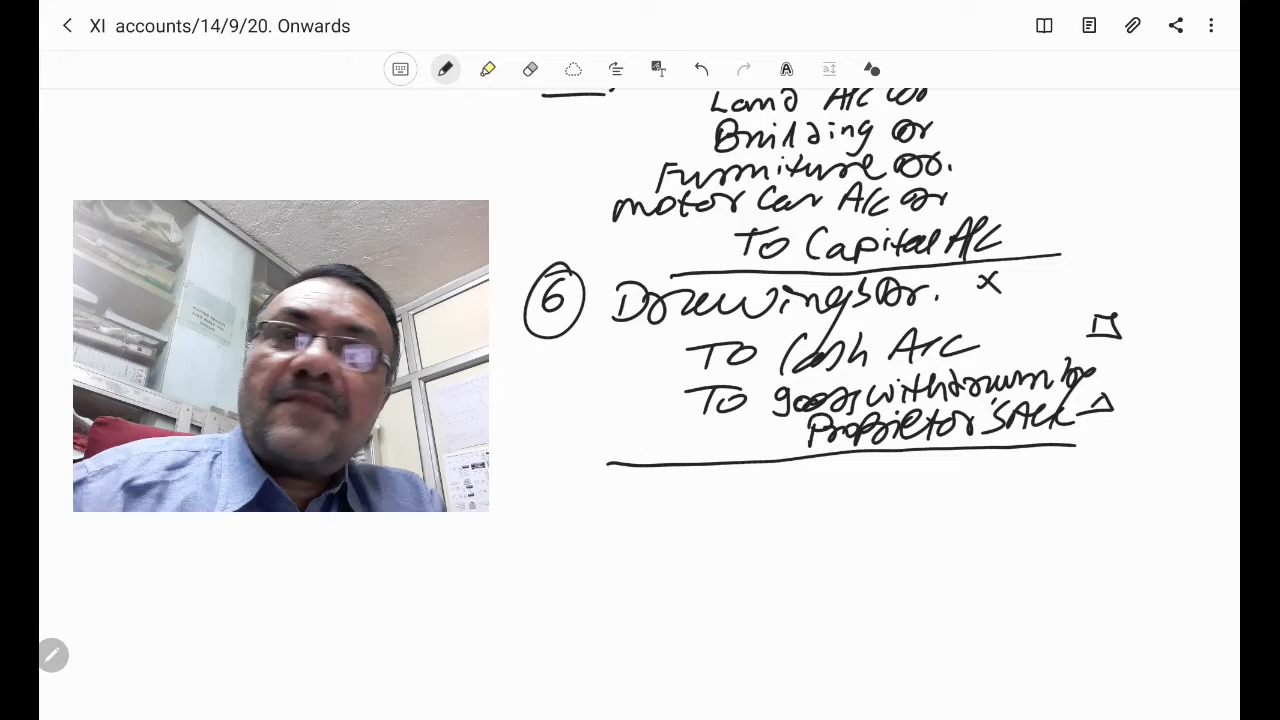 XI accounts/14/9/20. Onwards
Land A/C Dr
Building Dr
Furniture Dr.
motor Car A/c Dr
To Capital A/C
6 Drawings Dr. x
To Cash A/C
To goods withdrawn by
Proprietor's A/c